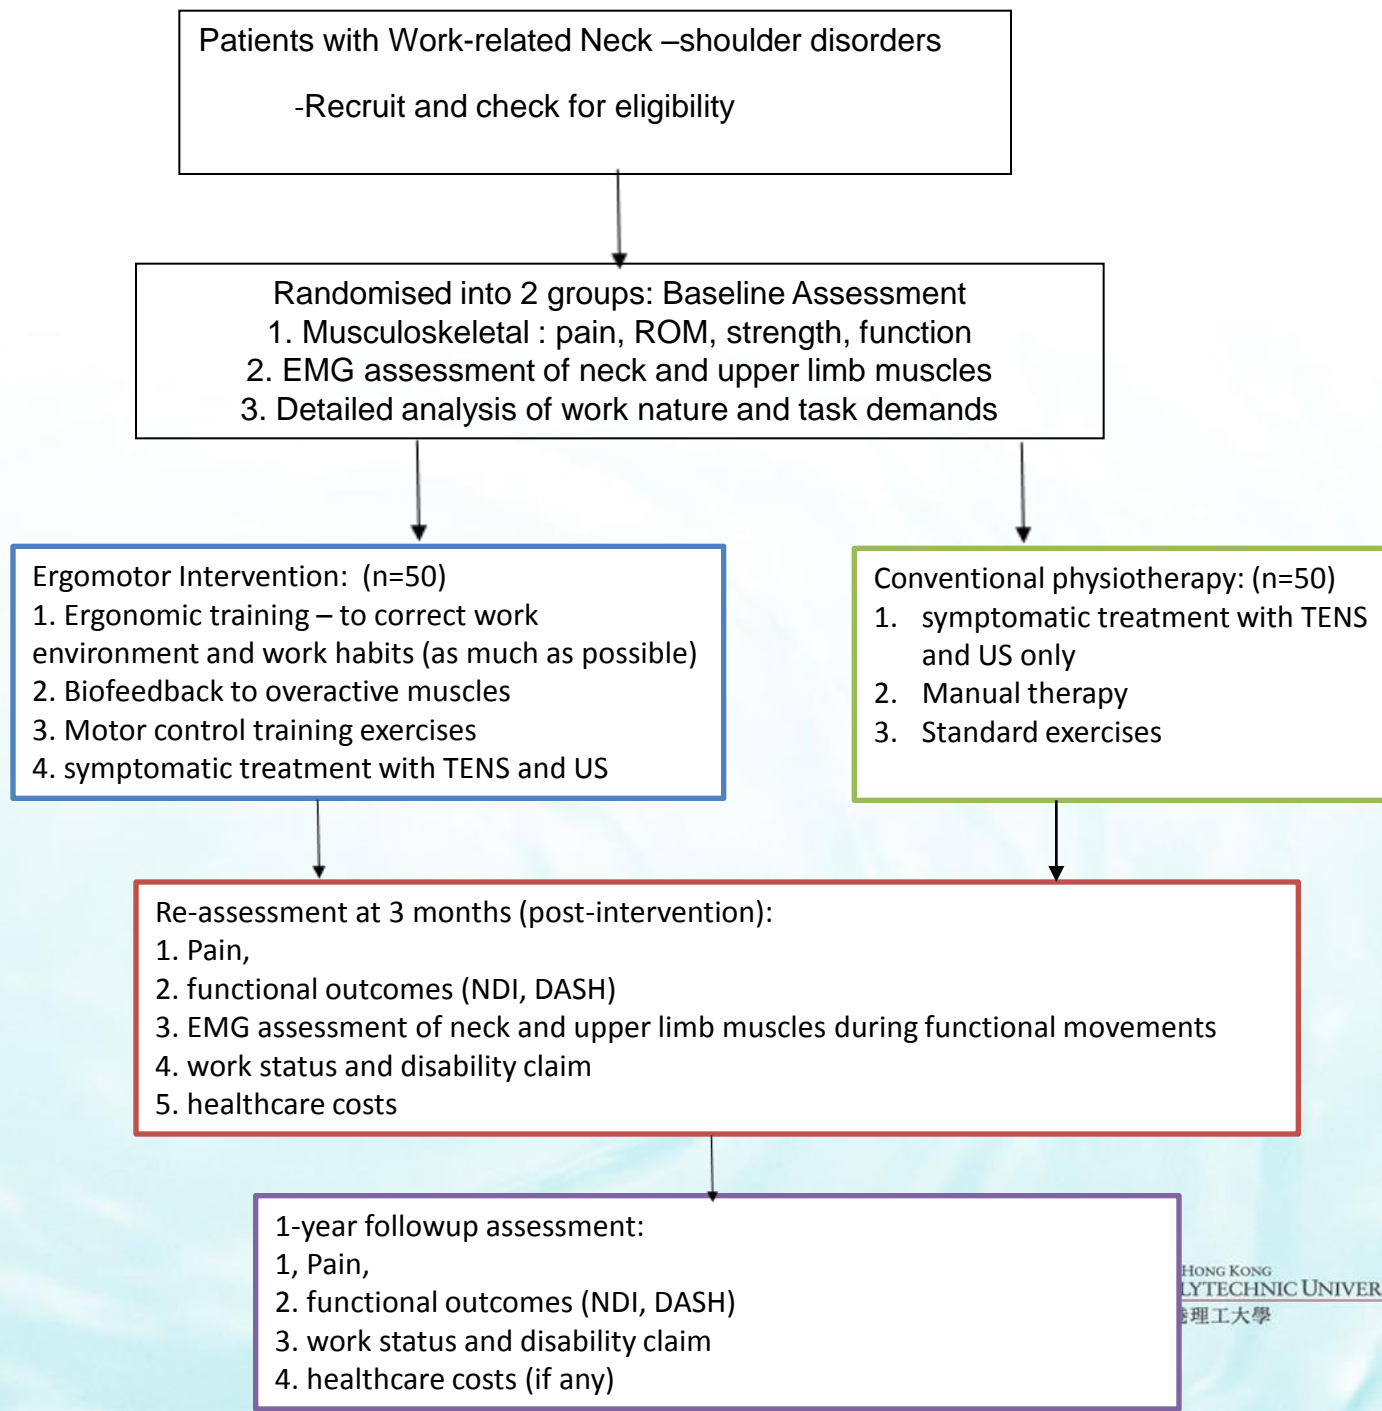 Patients with Work-related Neck –shoulder disorders
-Recruit and check for eligibility
Randomised into 2 groups: Baseline Assessment
1. Musculoskeletal : pain, ROM, strength, function
2. EMG assessment of neck and upper limb muscles
3. Detailed analysis of work nature and task demands
Ergomotor Intervention: (n=50)
1. Ergonomic training – to correct work
environment and work habits (as much as possible)
2. Biofeedback to overactive muscles
3. Motor control training exercises
4. symptomatic treatment with TENS and US
Conventional physiotherapy: (n=50)
1. symptomatic treatment with TENS
and US only
2. Manual therapy
3. Standard exercises
Re-assessment at 3 months (post-intervention):
1. Pain,
2. functional outcomes (NDI, DASH)
3. EMG assessment of neck and upper limb muscles during functional movements
4. work status and disability claim
5. healthcare costs
1-year followup assessment:
1, Pain,
2. functional outcomes (NDI, DASH)
3. work status and disability claim
4. healthcare costs (if any)
HONG KONG
LYTECHNIC UNIVER
理工大學